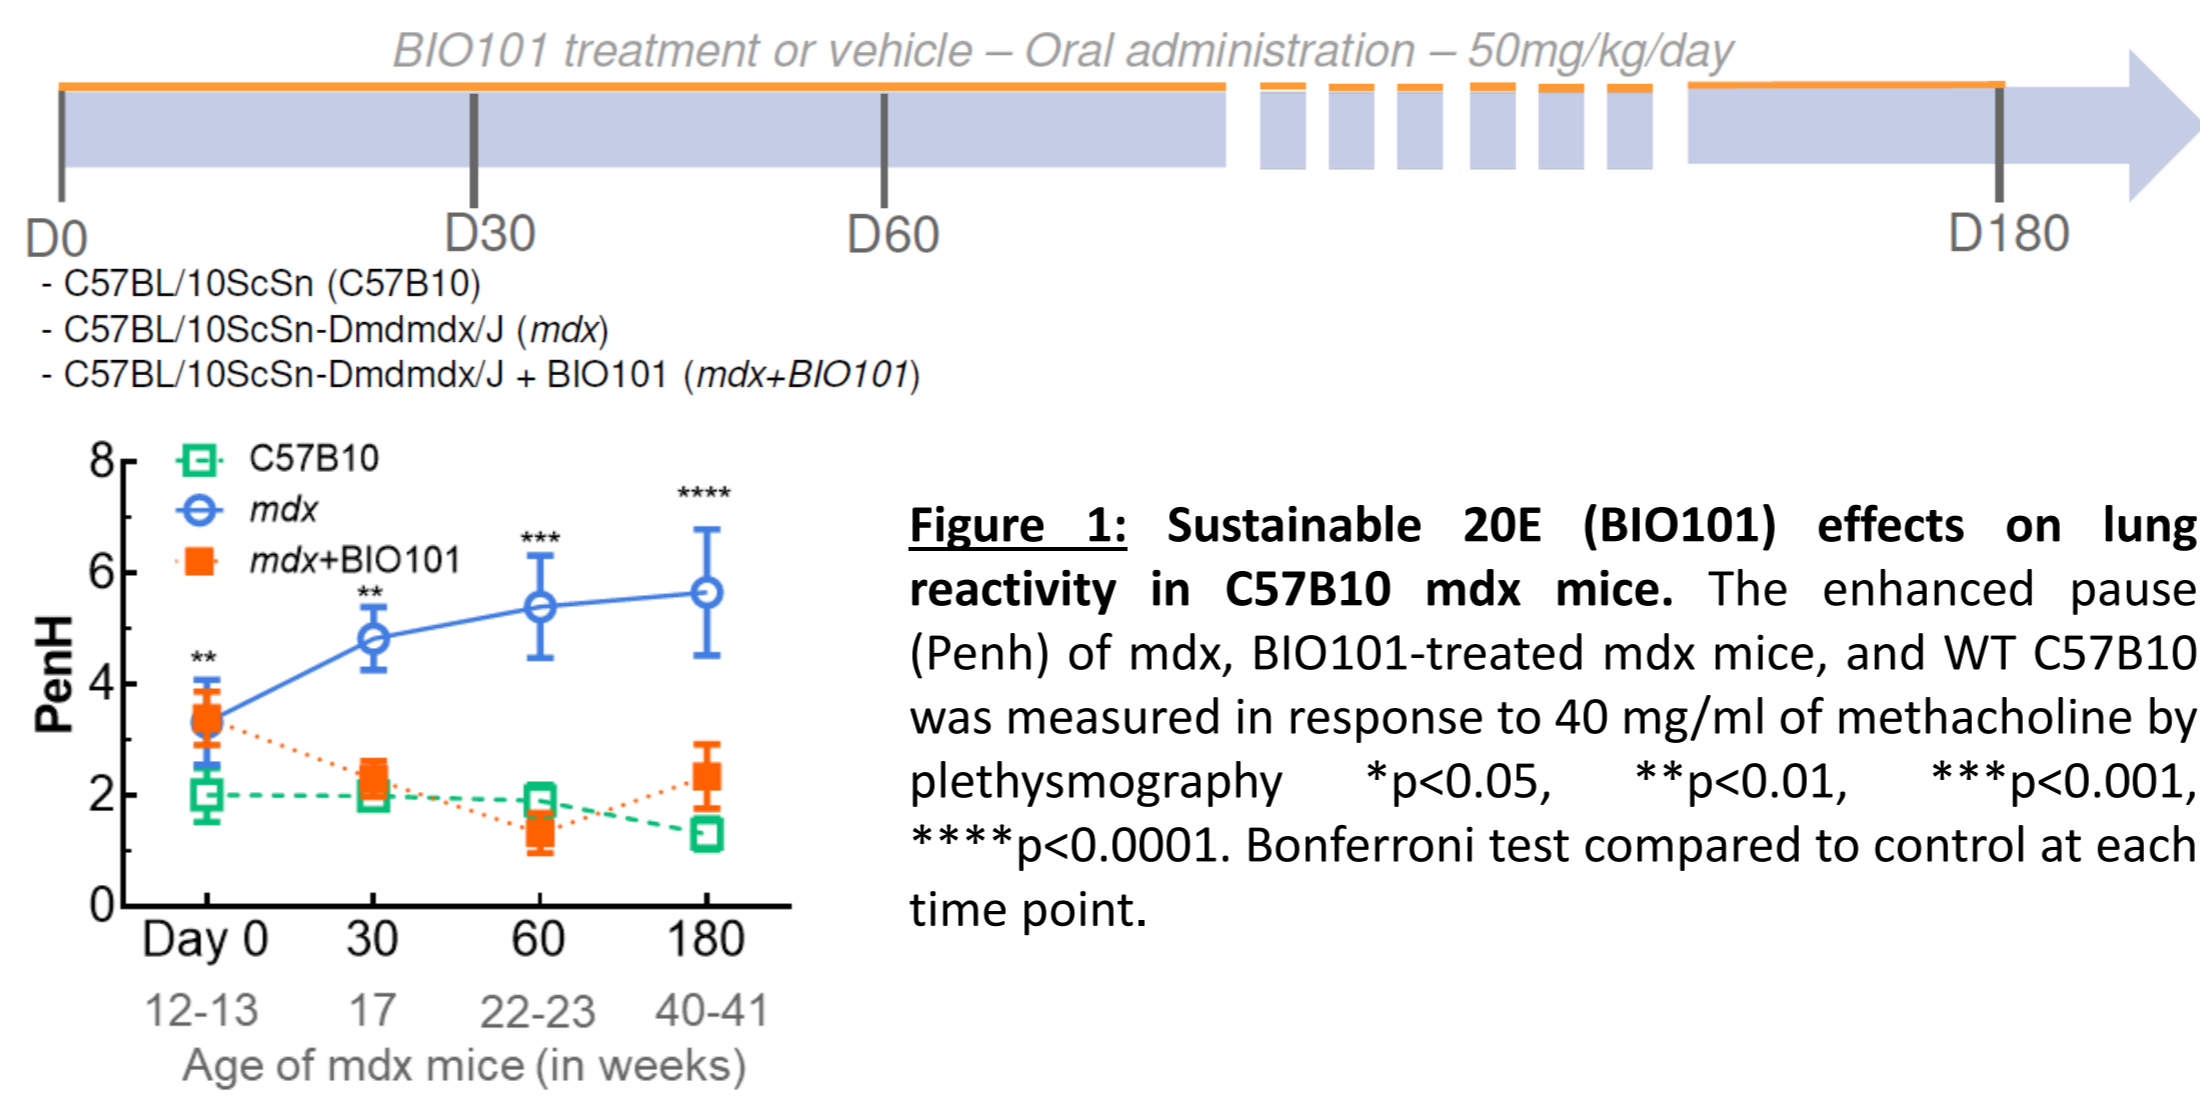 BIO101 treatment or vehicle – Oral administration – 50mg/kg/day
D0 D30 D60 D180
- C57BL/10ScSn (C57B10)
- C57BL/10ScSn-Dmdmdx/J (mdx)
- C57BL/10ScSn-Dmdmdx/J + BIO101 (mdx+BIO101)
C57B10
mdx
mdx+BIO101
PenH
8
6
4
2
0
**
**
***
****
Day 0 30 60 180
12-13 17 22-23 40-41
Age of mdx mice (in weeks)
Figure 1: Sustainable 20E (BIO101) effects on lung
reactivity in C57B10 mdx mice. The enhanced pause
(Penh) of mdx, BIO101-treated mdx mice, and WT C57B10
was measured in response to 40 mg/ml of methacholine by
plethysmography *p<0.05, **p<0.01, ***p<0.001,
****p<0.0001. Bonferroni test compared to control at each
time point.